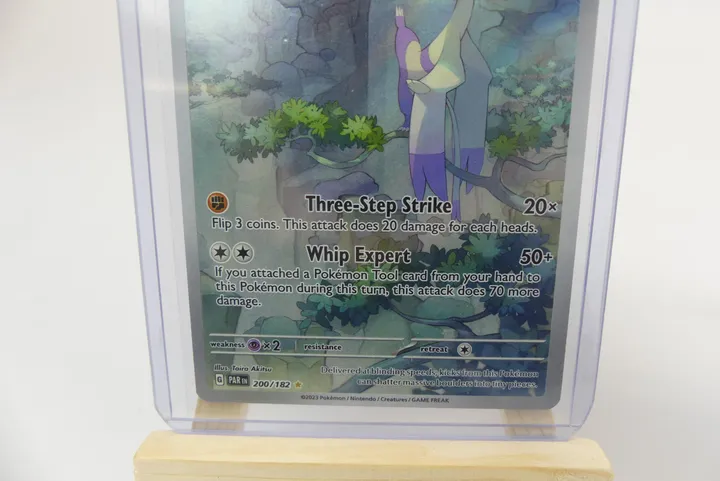 Three-Step Strike 20×
Flip 3 coins. This attack does 20 damage for each heads.
Whip Expert 50+
If you attached a Pokémon Tool card from your hand to
this Pokémon during this turn, this attack does 70 more
damage.
weakness ×2 resistance retreat
Illus. Taira Akitsu
Delivered at blinding speeds, kicks from this Pokémon
can shatter massive boulders into tiny pieces.
G PAR EN 200/182
©2023 Pokémon / Nintendo / Creatures / GAME FREAK